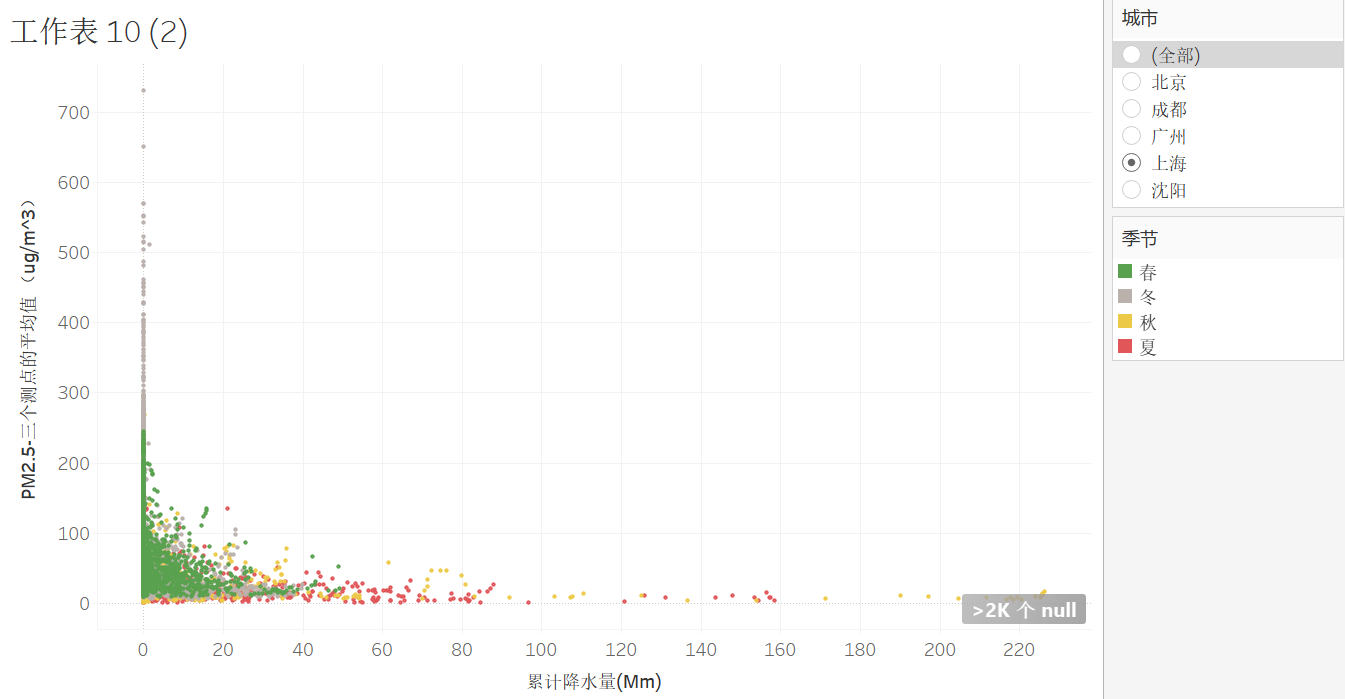 工作表 10 (2)
PM2.5-三个测点的平均值（ug/m^3）
700
600
500
400
300
200
100
0
0
20
40
60
80
100
120
140
160
180
200
220
累计降水量(Mm)
>2K 个 null
城市
(全部)
北京
成都
广州
上海
沈阳
季节
春
冬
秋
夏